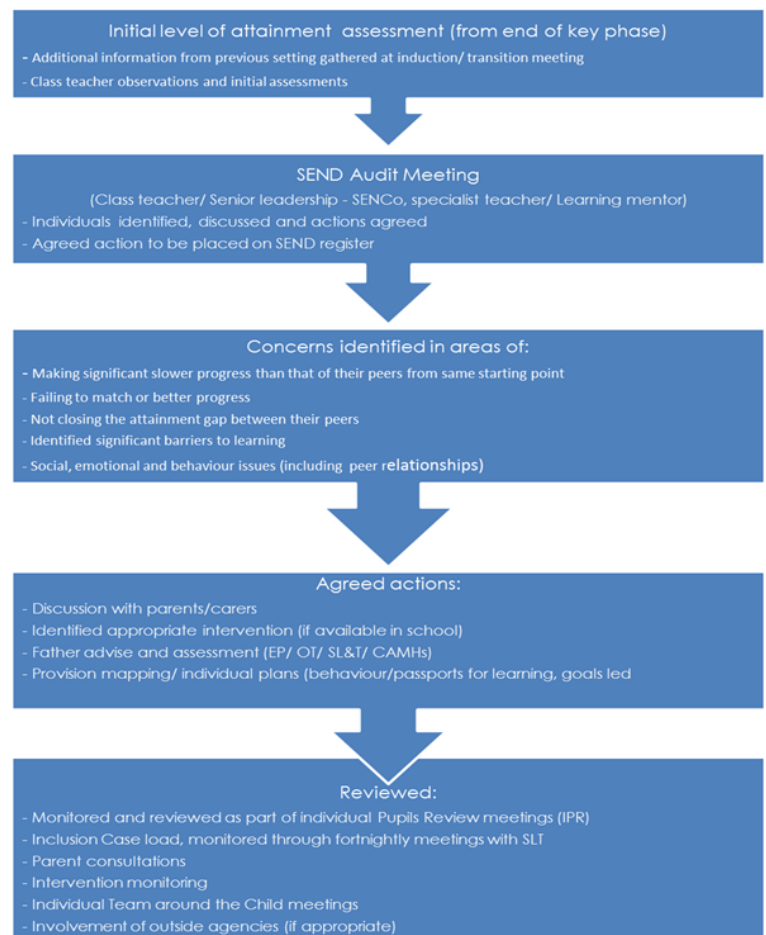 Initial level of attainment assessment (from end of key phase)
- Additional information from previous setting gathered at induction/ transition meeting
- Class teacher observations and initial assessments
SEND Audit Meeting
(Class teacher/ Senior leadership - SENCo, specialist teacher/ Learning mentor)
- Individuals identified, discussed and actions agreed
- Agreed action to be placed on SEND register
Concerns identified in areas of:
- Making significant slower progress than that of their peers from same starting point
- Failing to match or better progress
- Not closing the attainment gap between their peers
- Identified significant barriers to learning
- Social, emotional and behaviour issues (including peer relationships)
Agreed actions:
- Discussion with parents/carers
- Identified appropriate intervention (if available in school)
- Father advise and assessment (EP/ OT/ SL&T/ CAMHs)
- Provision mapping/ individual plans (behaviour/passports for learning, goals led
Reviewed:
- Monitored and reviewed as part of individual Pupils Review meetings (IPR)
- Inclusion Case load, monitored through fortnightly meetings with SLT
- Parent consultations
- Intervention monitoring
- Individual Team around the Child meetings
- Involvement of outside agencies (if appropriate)